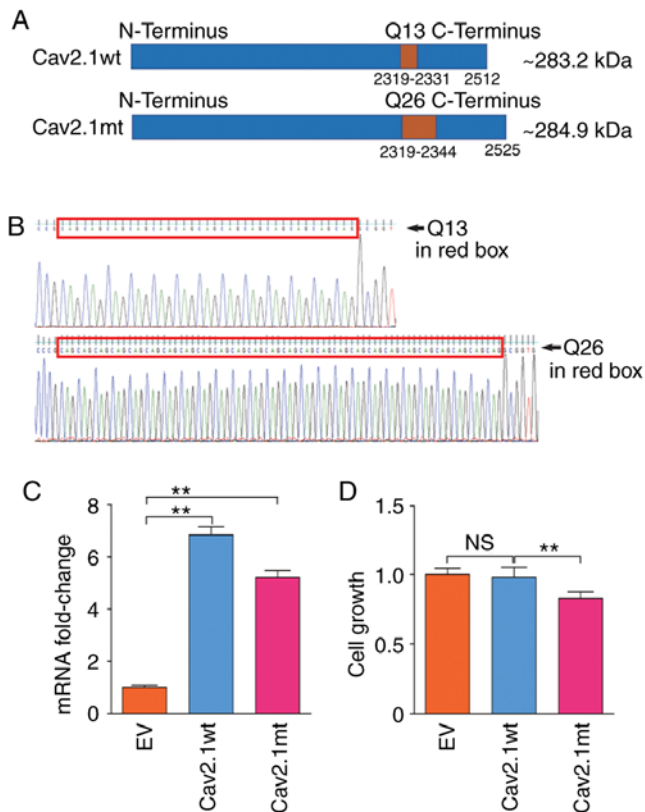 A
N-Terminus Q13 C-Terminus
Cav2.1wt ~283.2 kDa
2319-2331 2512
N-Terminus Q26 C-Terminus
Cav2.1mt ~284.9 kDa
2319-2344 2525
B
Q13
in red box
CCCGCAGCAGCAGCAGCAGCAGCAGCAGCAGCAGCAGCAGCAGCAGCAGCAGCAGCAGCAGCAGCAGCAGCAGCAGCAGCAGCGGTG
Q26
in red box
C
mRNA fold-change
8
6
4
2
0
**
**
EV
Cav2.1wt
Cav2.1mt
D
Cell growth
1.5
1.0
0.5
0
NS **
EV
Cav2.1wt
Cav2.1mt